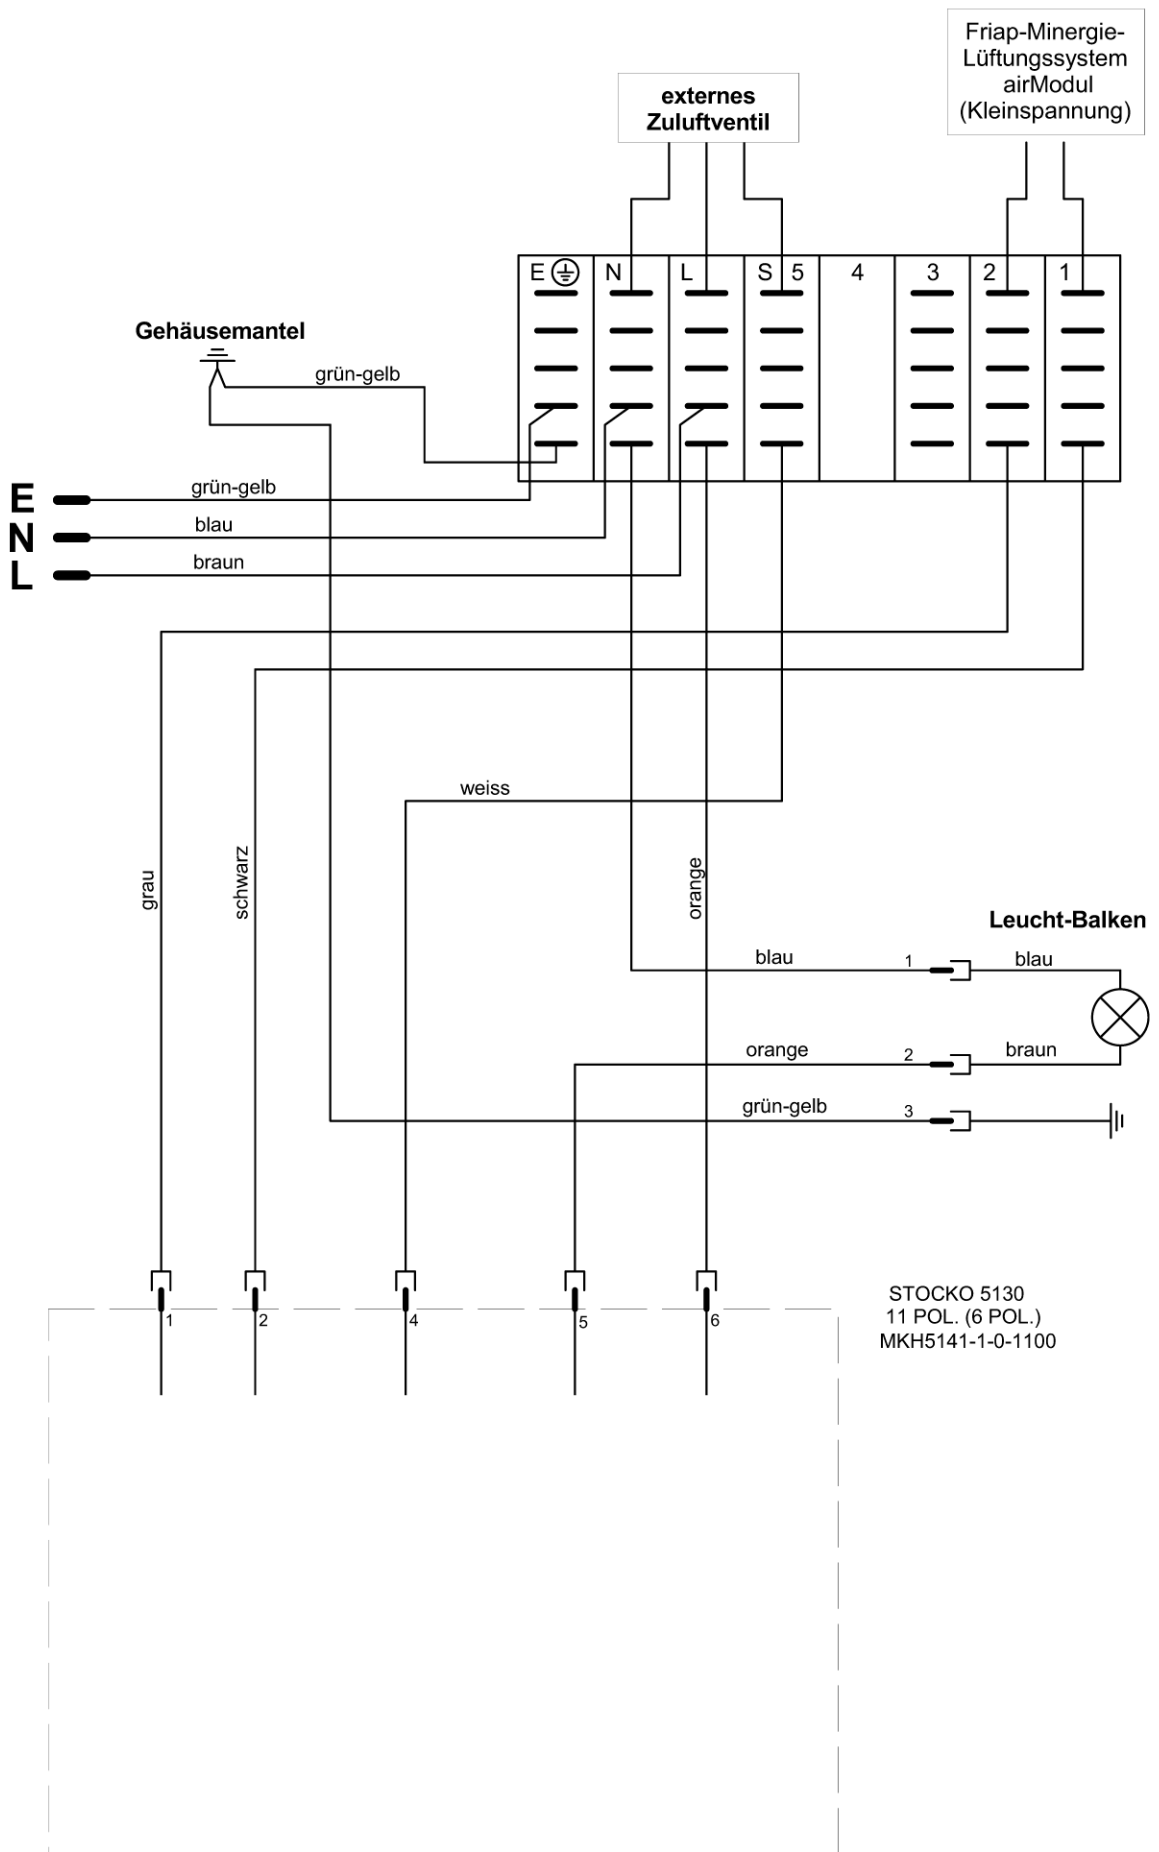 Friap-Minergie-
Lüftungssystem
airModul
(Kleinspannung)
externes
Zuluftventil
E N L S 5 4 3 2 1
Gehäusemantel
grün-gelb
E grün-gelb
N blau
L braun
weiss
grau
schwarz
orange
Leucht-Balken
blau 1 blau
orange 2 braun
grün-gelb 3
STOCKO 5130
11 POL. (6 POL.)
MKH5141-1-0-1100
1 2 4 5 6